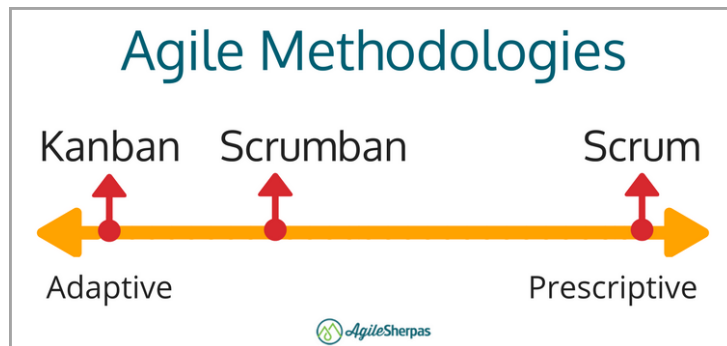 Agile Methodologies
Kanban Scrumban Scrum
Adaptive Prescriptive
AgileSherpas